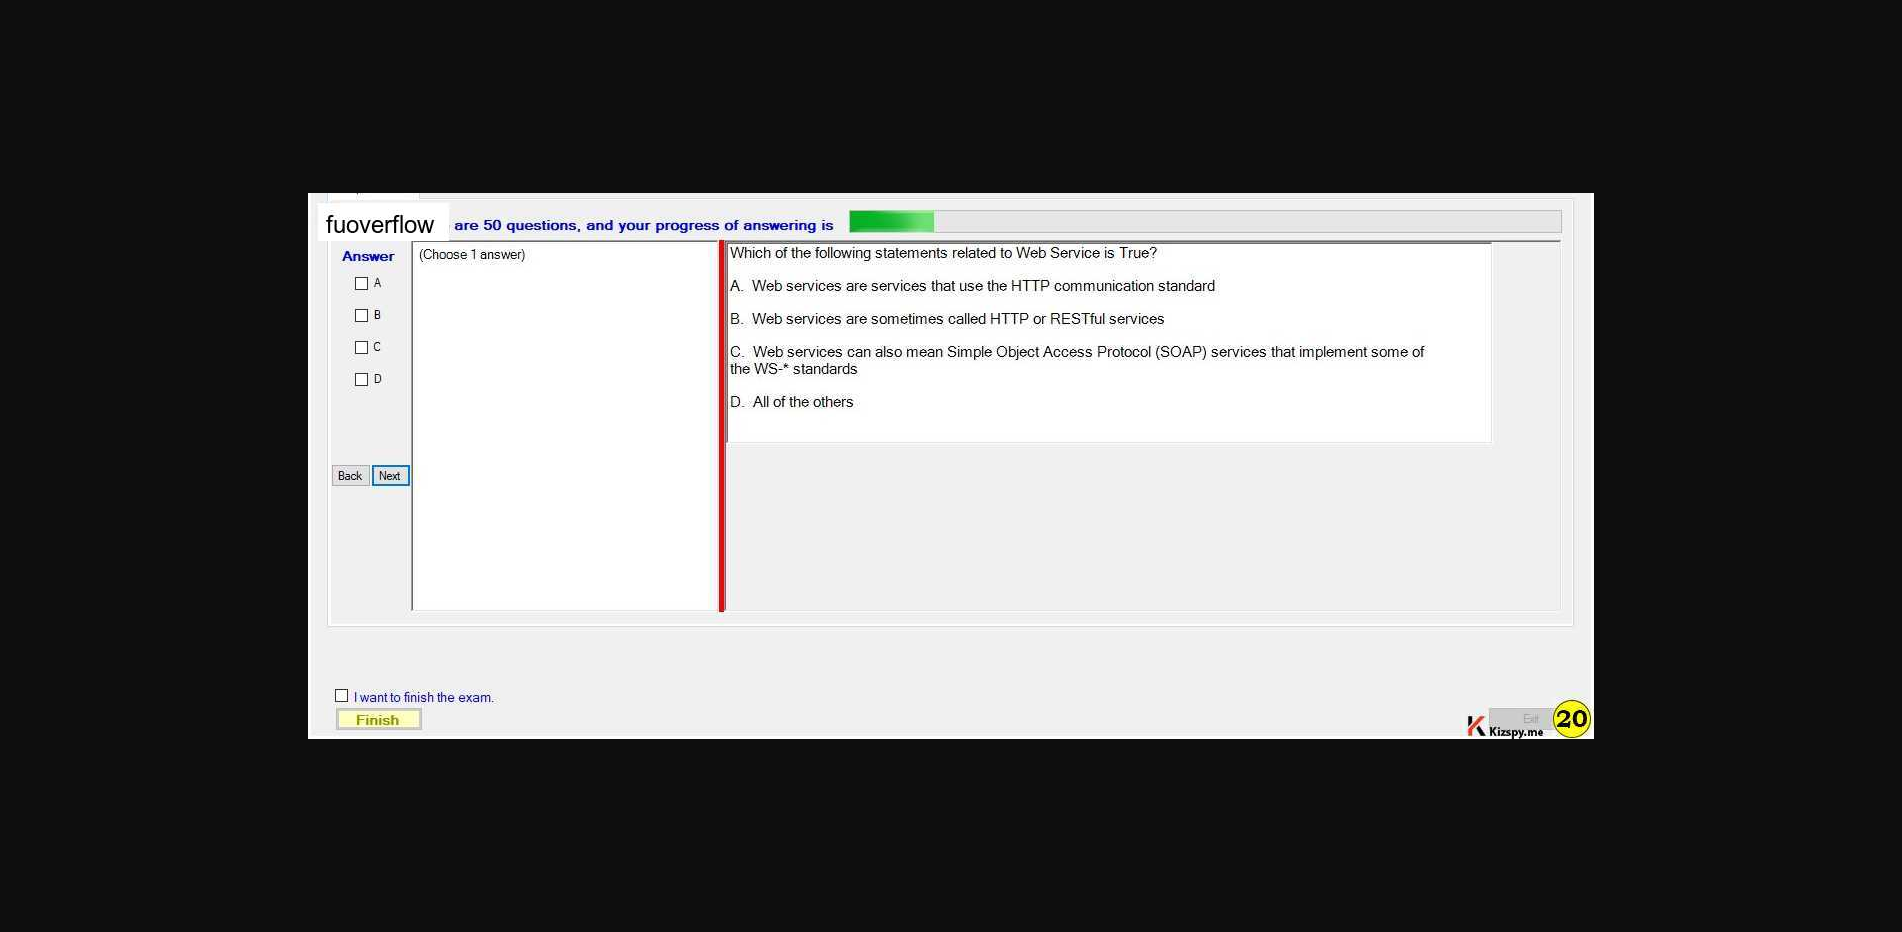 fuoverflow are 50 questions, and your progress of answering is
Answer
(Choose 1 answer)
A
B
C
D
Back Next
Which of the following statements related to Web Service is True?
A. Web services are services that use the HTTP communication standard
B. Web services are sometimes called HTTP or RESTful services
C. Web services can also mean Simple Object Access Protocol (SOAP) services that implement some of
the WS-* standards
D. All of the others
I want to finish the exam.
Finish
Exit
Kizspy.me
20